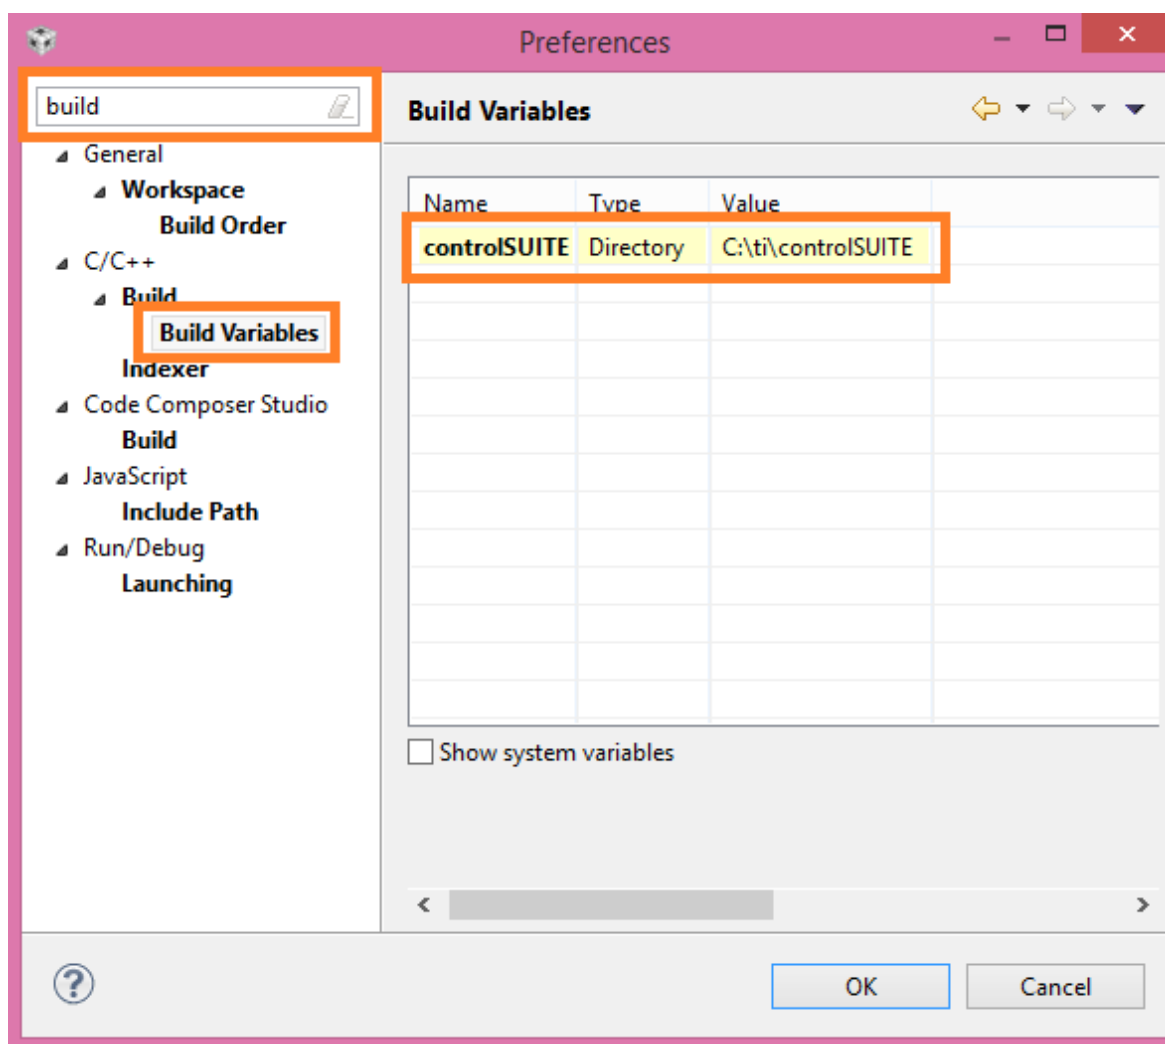 Preferences
build
Build Variables
General
Workspace
Build Order
C/C++
Build
Build Variables
Indexer
Code Composer Studio
Build
JavaScript
Include Path
Run/Debug
Launching
Name Type Value
controlSUITE Directory C:\ti\controlSUITE
Show system variables
OK Cancel